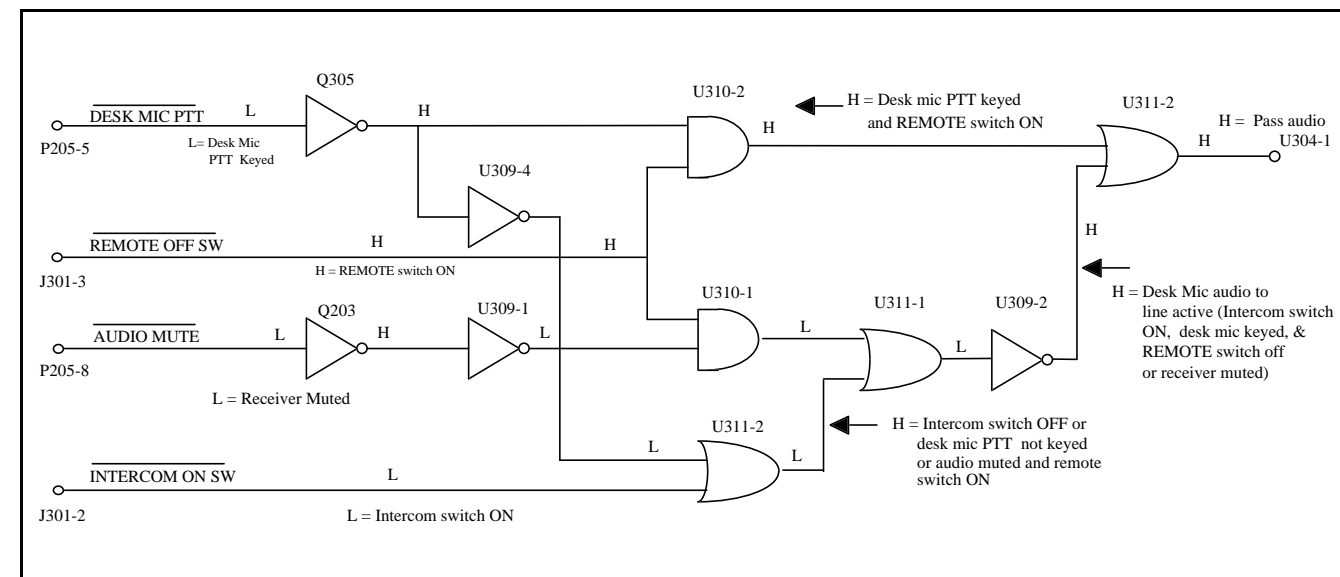 Q305
U310-2
H = Desk mic PTT keyed
and REMOTE switch ON
U311-2
H = Pass audio
DESK MIC PTT
L
H
H
H
U304-1
P205-5
L= Desk Mic
PTT Keyed
U309-4
REMOTE OFF SW
H
H
H
J301-3
H = REMOTE switch ON
U310-1
U311-1
U309-2
H = Desk Mic audio to
line active (Intercom switch
ON, desk mic keyed, &
REMOTE switch off
or receiver muted)
Q203
U309-1
AUDIO MUTE
L
H
L
L
L
P205-8
L = Receiver Muted
U311-2
H = Intercom switch OFF or
desk mic PTT not keyed
or audio muted and remote
switch ON
L
L
INTERCOM ON SW
L
J301-2
L = Intercom switch ON